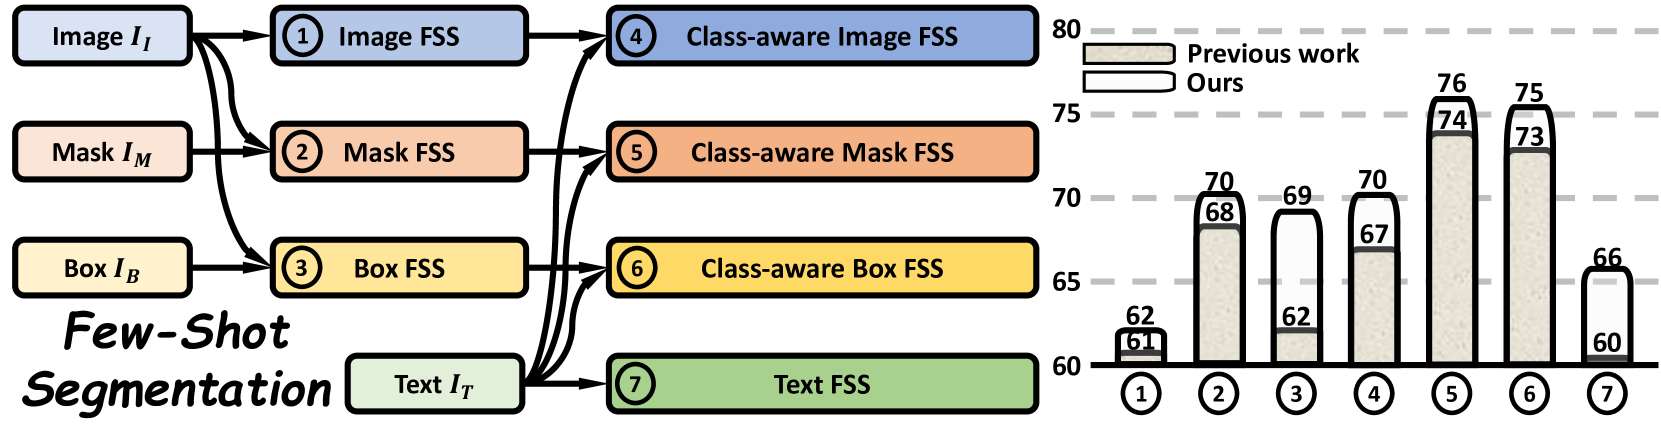 Image I_I
① Image FSS
④ Class-aware Image FSS
Mask I_M
② Mask FSS
⑤ Class-aware Mask FSS
Box I_B
③ Box FSS
⑥ Class-aware Box FSS
Few-Shot
Segmentation
Text I_T
⑦ Text FSS
80
Previous work
Ours
76
75
75
74
73
70
70
69
70
68
67
65
66
62
62
61
60
60
① ② ③ ④ ⑤ ⑥ ⑦